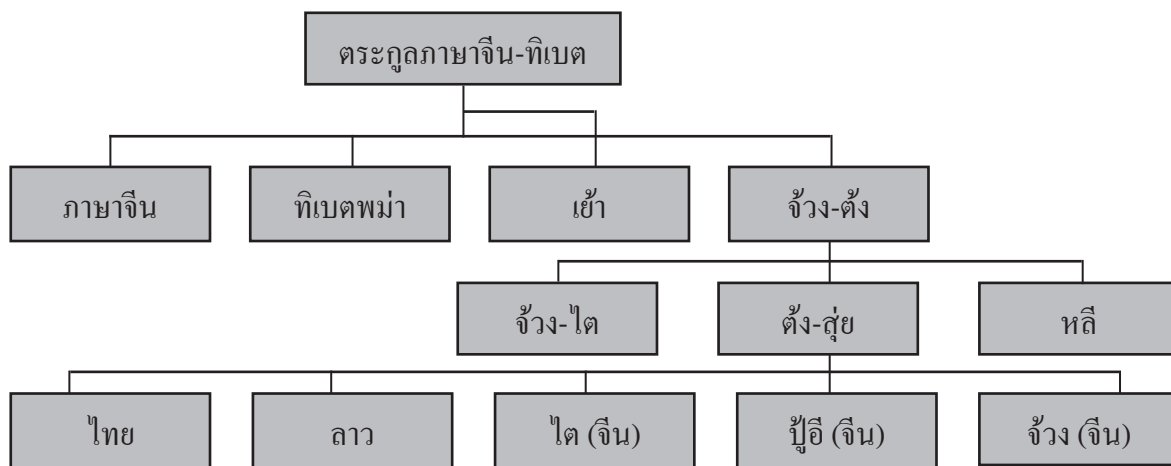 ตระกูลภาษาจีน-ทิเบต
ภาษาจีน
ทิเบตพม่า
เย้า
จ้วง-ต้ง
จ้วง-ไต
ต้ง-สุ่ย
หลี
ไทย
ลาว
ไต (จีน)
ปู้อี (จีน)
จ้วง (จีน)